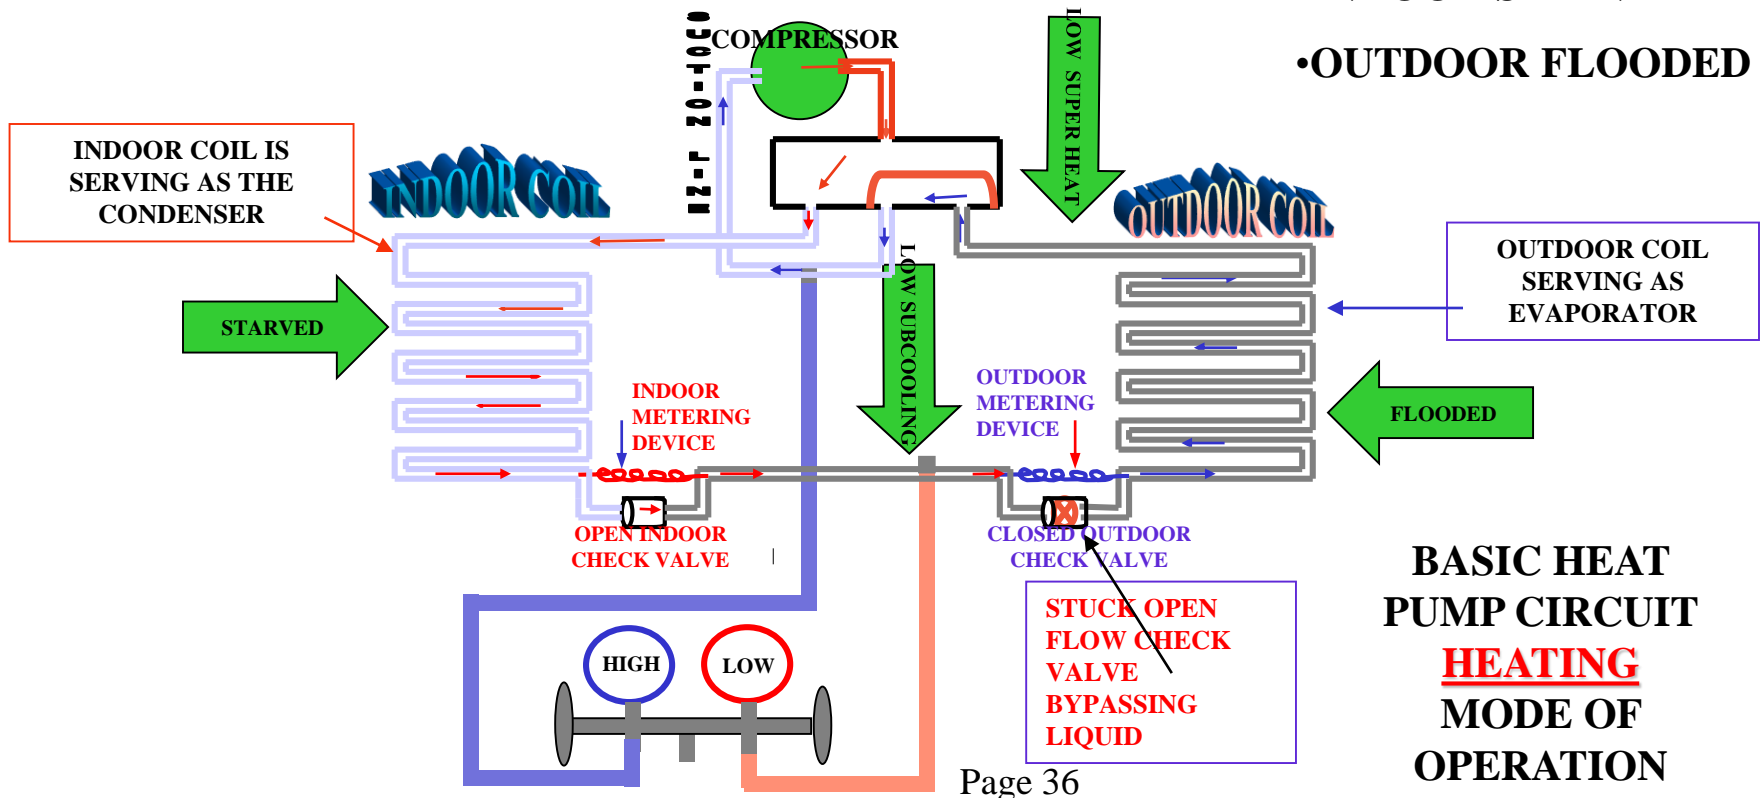 •OUTDOOR FLOODED
COMPRESSOR
LOW SUPERHEAT
INDOOR COIL IS
SERVING AS THE
CONDENSER
INDOOR COIL
OUTDOOR COIL
OUTDOOR COIL
SERVING AS
EVAPORATOR
STARVED
LOW SUBCOOLING
FLOODED
INDOOR
METERING
DEVICE
OUTDOOR
METERING
DEVICE
OPEN INDOOR
CHECK VALVE
CLOSED OUTDOOR
CHECK VALVE
STUCK OPEN
FLOW CHECK
VALVE
BYPASSING
LIQUID
HIGH
LOW
BASIC HEAT
PUMP CIRCUIT
HEATING
MODE OF
OPERATION
Page 36